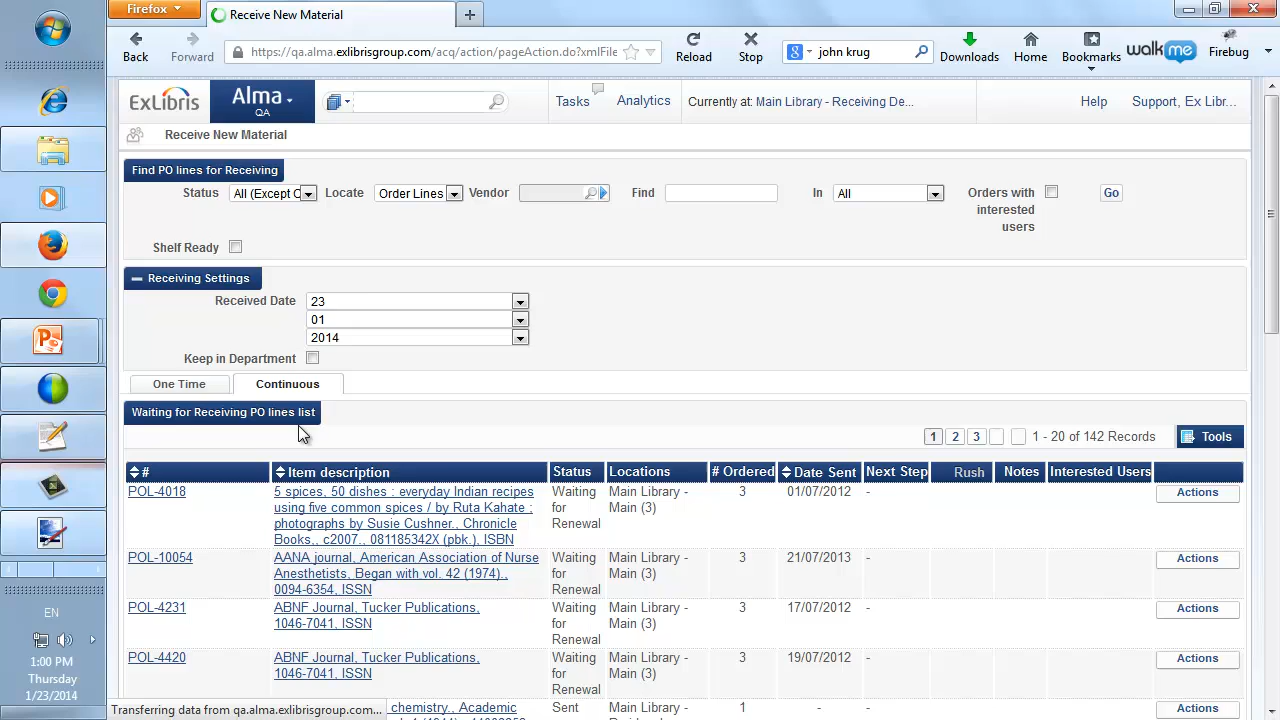 Firefox
Receive New Material
Back
Forward
https://qa.alma.exlibrisgroup.com/acq/action/pageAction.do?xmlFile
Reload
Stop
john krug
Downloads
Home
Bookmarks
walkme
Firebug
ExLibris
Alma
QA
Tasks
Analytics
Currently at: Main Library - Receiving De...
Help
Support, Ex Libr...
Receive New Material
Find PO lines for Receiving
Status
All (Except C
Locate
Order Lines
Vendor
Find
In
All
Orders with
interested
users
Go
Shelf Ready
Receiving Settings
Received Date
23
01
2014
Keep in Department
One Time
Continuous
Waiting for Receiving PO lines list
1 2 3 1 - 20 of 142 Records Tools
# Item description Status Locations # Ordered Date Sent Next Step Rush Notes Interested Users
POL-4018 5 spices, 50 dishes : everyday Indian recipes Waiting Main Library - 3 01/07/2012 - Actions
using five common spices / by Ruta Kahate ; for Main (3)
photographs by Susie Cushner., Chronicle Renewal
Books., c2007., 081185342X (pbk.), ISBN
POL-10054 AANA journal, American Association of Nurse Waiting Main Library - 3 21/07/2013 - Actions
Anesthetists, Began with vol. 42 (1974)., for Main (3)
0094-6354, ISSN Renewal
POL-4231 ABNF Journal, Tucker Publications, Waiting Main Library - 3 17/07/2012 - Actions
1046-7041, ISSN for Main (3)
Renewal
POL-4420 ABNF Journal, Tucker Publications, Waiting Main Library - 3 19/07/2012 - Actions
1046-7041, ISSN for Main (3)
Renewal
chemistry., Academic Sent Main Library - 1 - - Actions
Transferring data from qa.alma.exlibrisgroup.com...
EN
1:00 PM
Thursday
1/23/2014